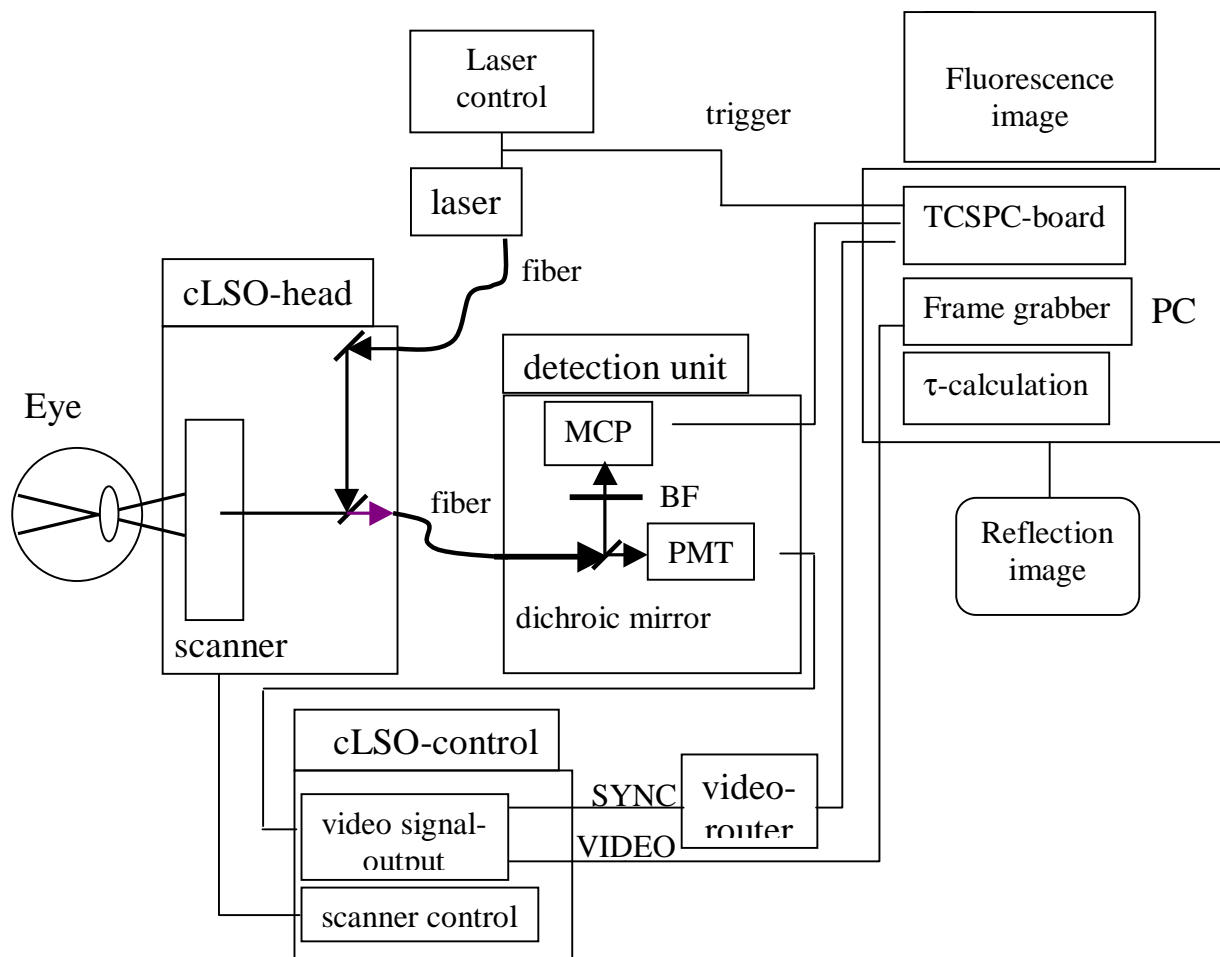 Laser
control
trigger
Fluorescence
image
laser
TCSPC-board
fiber
cLSO-head
Frame grabber
PC
detection unit
τ-calculation
Eye
MCP
BF
fiber
PMT
Reflection
image
dichroic mirror
scanner
cLSO-control
SYNC
video-
router
video signal-
output
VIDEO
scanner control